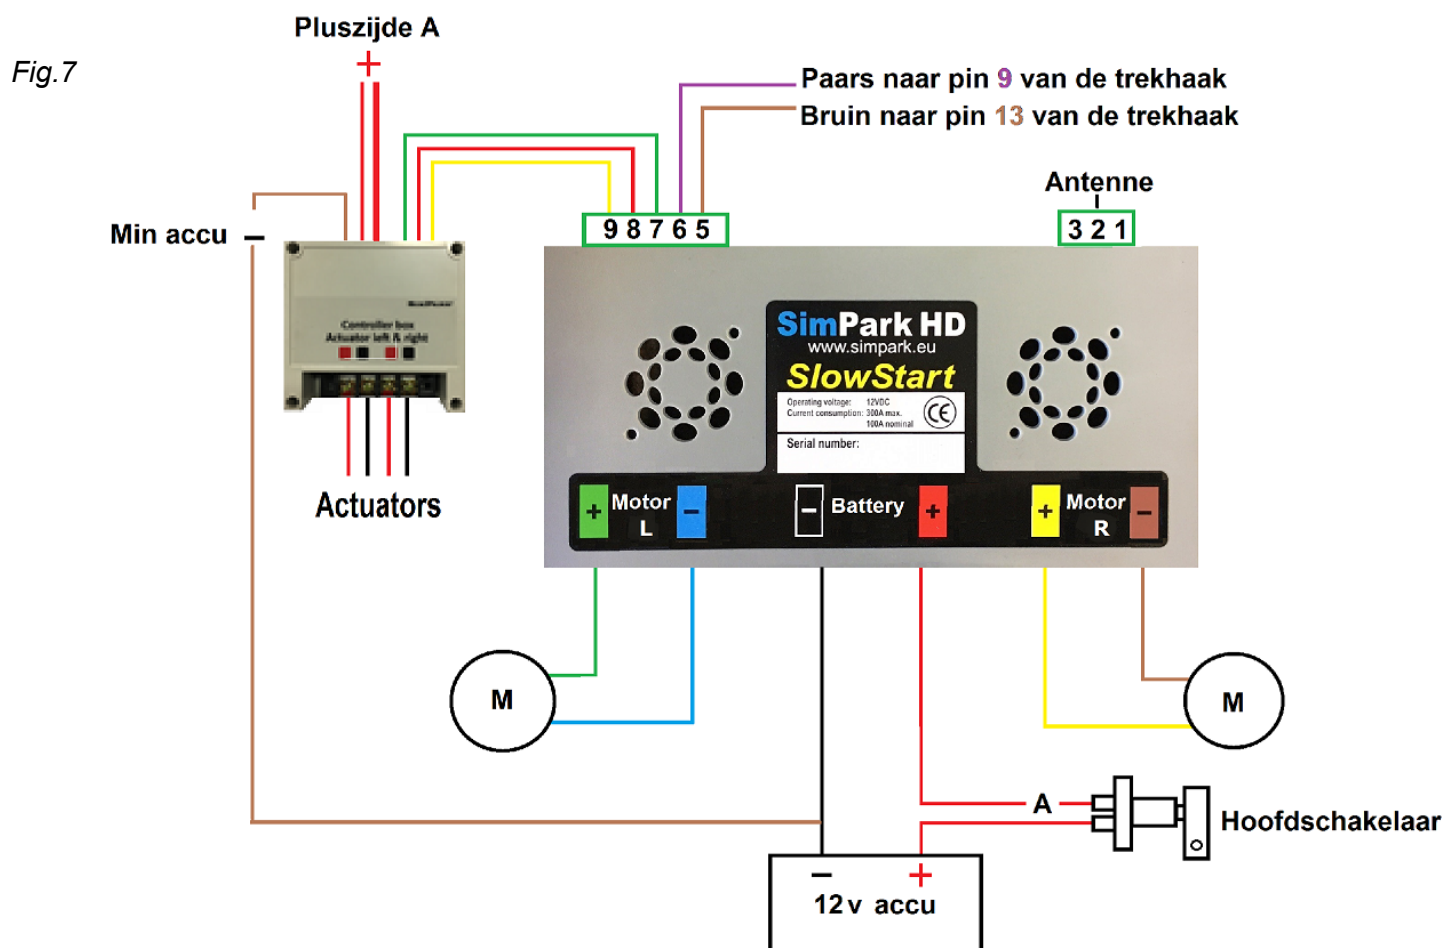 Fig.7
Pluszijde A
+
Paars naar pin 9 van de trekhaak
Bruin naar pin 13 van de trekhaak
Antenne
9 8 7 6 5
3 2 1
Min accu –
Controller box
Actuator left & right
Actuators
SimPark HD
www.simpark.eu
SlowStart
Operating voltage: 12VDC
Current consumption: 300A max.
100A nominal
CE
Serial number:
+ Motor L –
– Battery +
+ Motor R –
M
M
A
Hoofdschakelaar
– +
12v accu